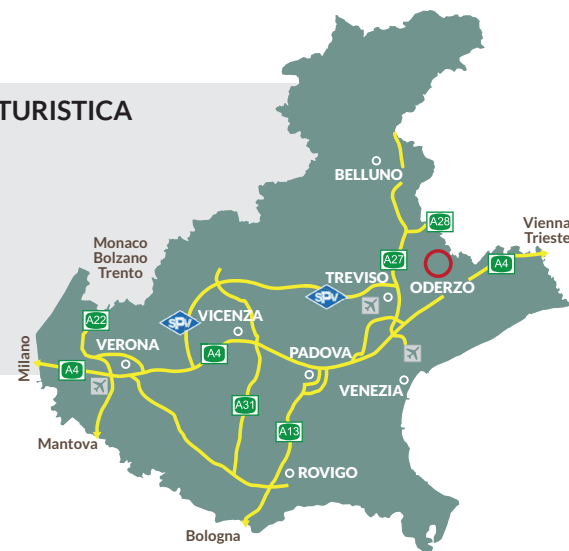 TURISTICA
BELLUNO
A28
Vienna
Trieste
Monaco
Bolzano
Trento
A27
A4
TREVISO
ODERZO
SPV
SPV
VICENZA
A22
VERONA
A4
PADOVA
Milano
A4
VENEZIA
A31
A13
Mantova
ROVIGO
Bologna